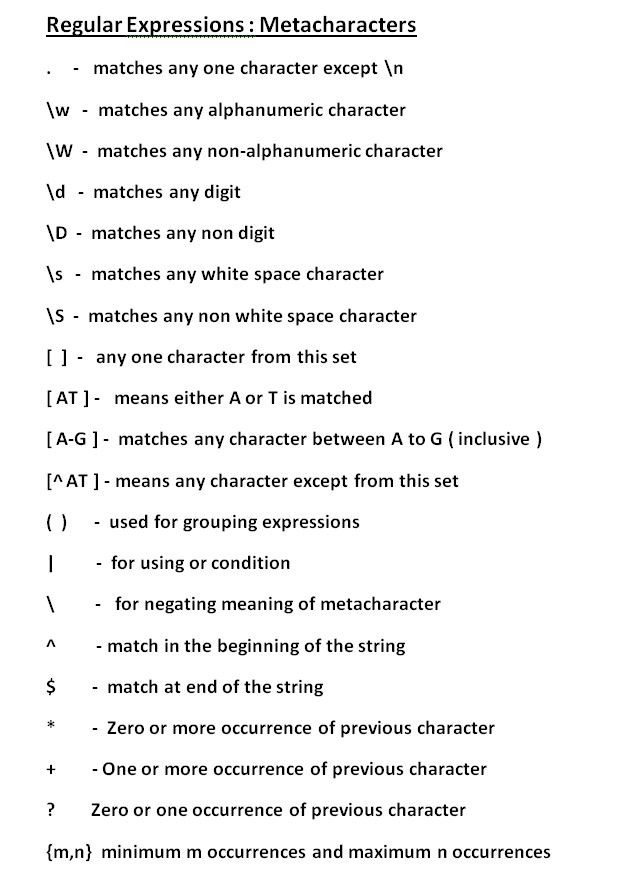 Regular Expressions : Metacharacters
. - matches any one character except \n
\w - matches any alphanumeric character
\W - matches any non-alphanumeric character
\d - matches any digit
\D - matches any non digit
\s - matches any white space character
\S - matches any non white space character
[ ] - any one character from this set
[ AT ] - means either A or T is matched
[ A-G ] - matches any character between A to G ( inclusive )
[^ AT ] - means any character except from this set
( ) - used for grouping expressions
| - for using or condition
\ - for negating meaning of metacharacter
^ - match in the beginning of the string
$ - match at end of the string
* - Zero or more occurrence of previous character
+ - One or more occurrence of previous character
? Zero or one occurrence of previous character
{m,n} minimum m occurrences and maximum n occurrences